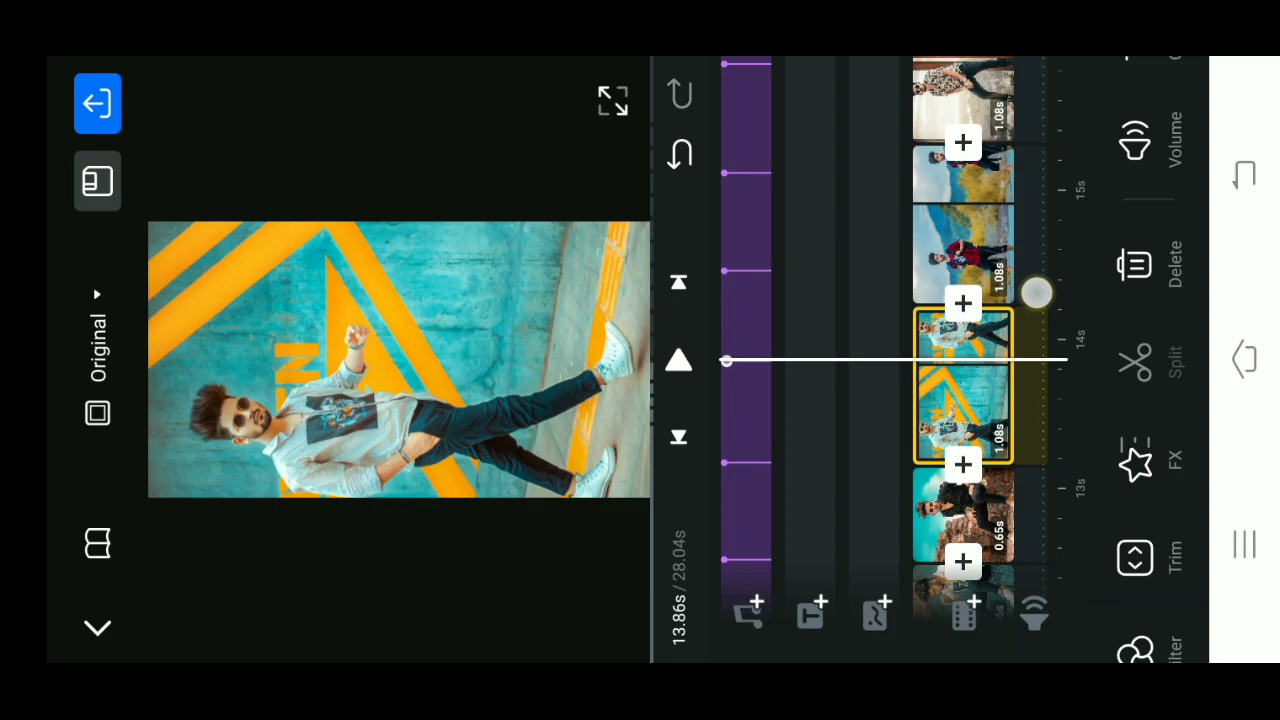 Original
13.86s / 28.04s
1.08s
1.08s
1.08s
0.65s
15s
14s
13s
Volume
Delete
Split
FX
Trim